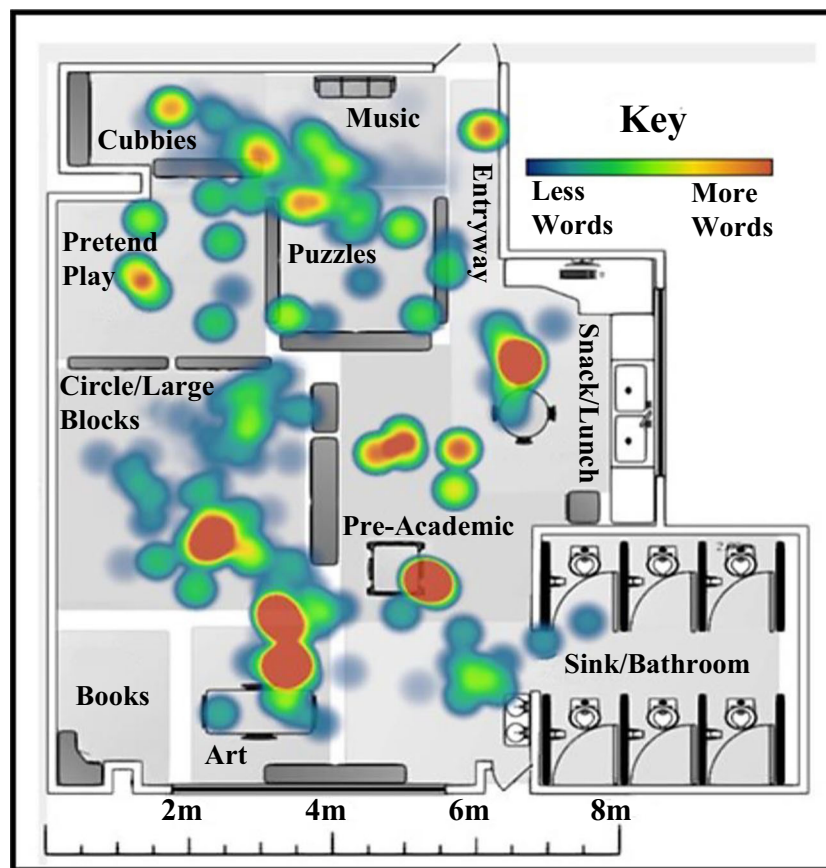 Music
Cubbies
Key
Less
Words
More
Words
Entryway
Pretend
Play
Puzzles
Snack/Lunch
Circle/Large
Blocks
Pre-Academic
Sink/Bathroom
Books
Art
2m 4m 6m 8m